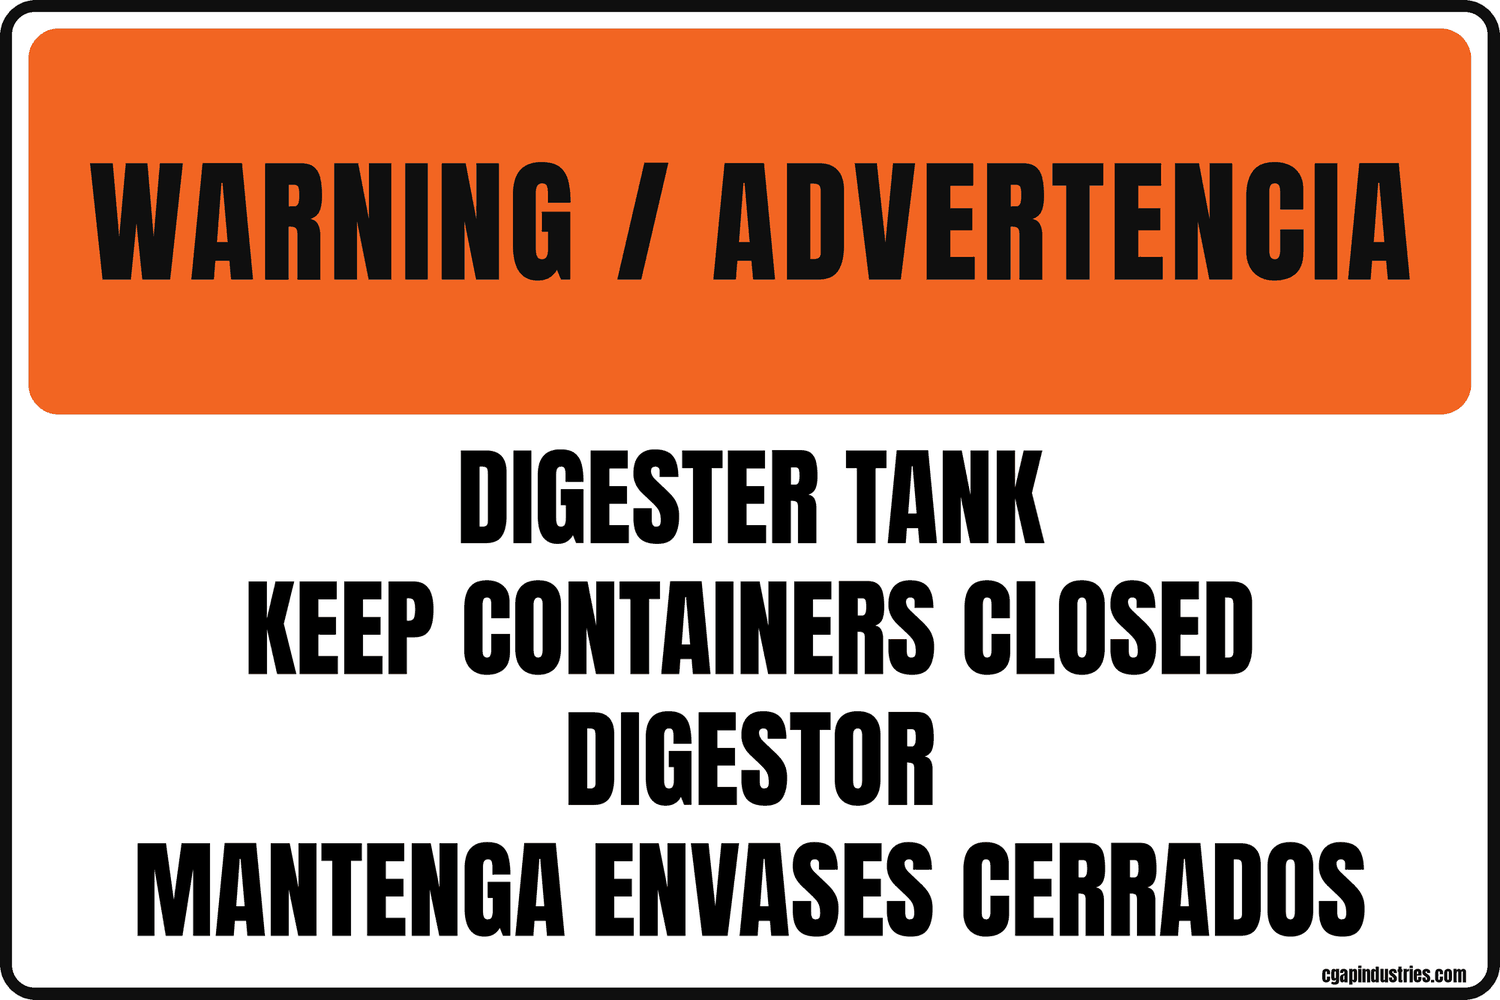 WARNING / ADVERTENCIA
DIGESTER TANK
KEEP CONTAINERS CLOSED
DIGESTOR
MANTENGA ENVASES CERRADOS
cgapindustries.com